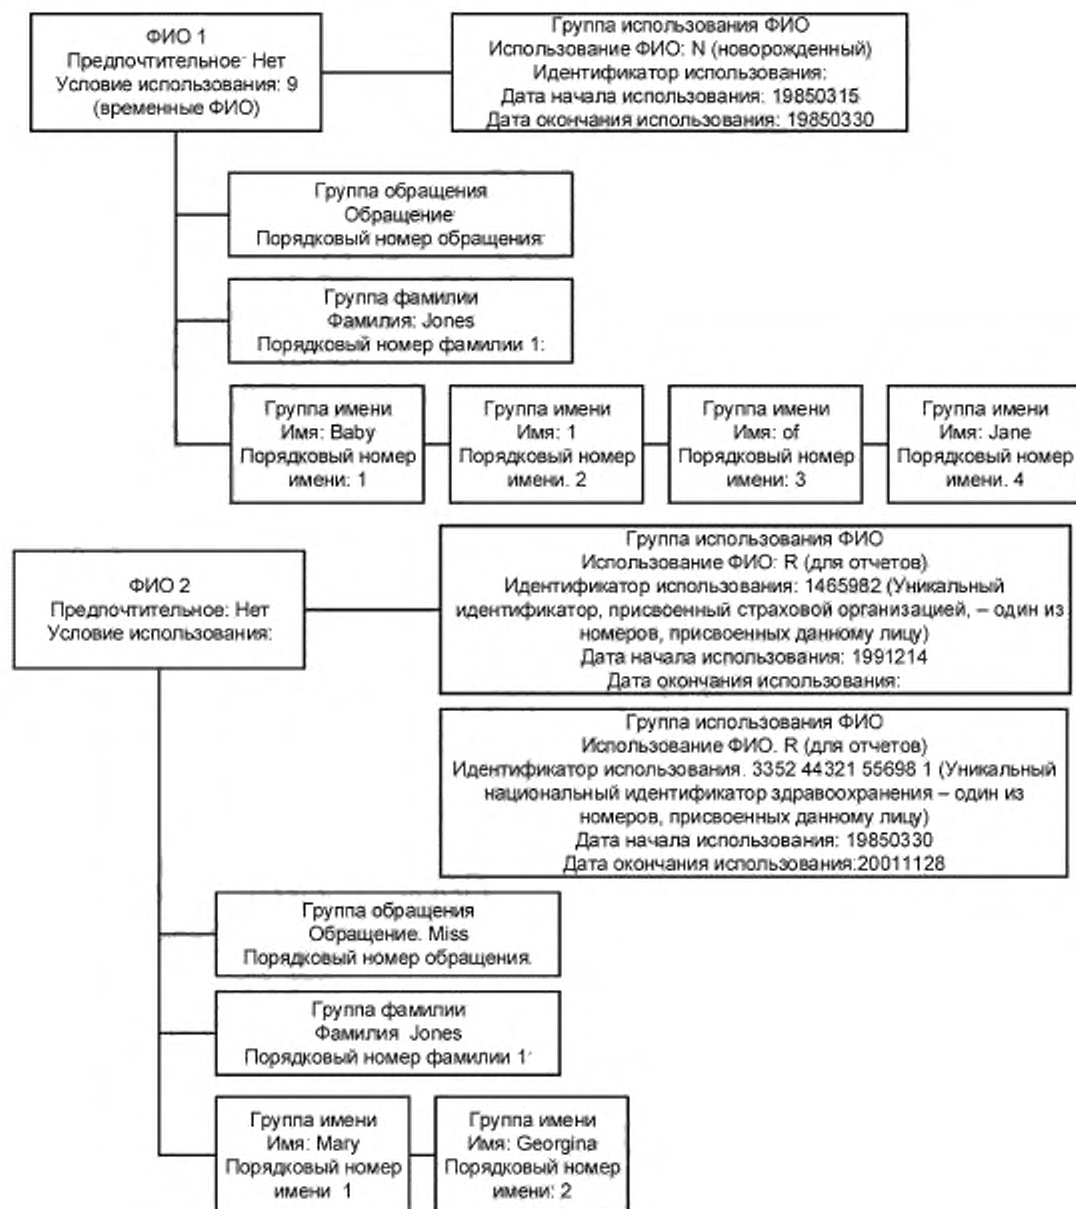 ФИО 1
Предпочтительное: Нет
Условие использования: 9
(временные ФИО)
Группа использования ФИО
Использование ФИО: N (новорожденный)
Идентификатор использования:
Дата начала использования: 19850315
Дата окончания использования: 19850330
Группа обращения
Обращение
Порядковый номер обращения:
Группа фамилии
Фамилия: Jones
Порядковый номер фамилии 1:
Группа имени
Имя: Baby
Порядковый номер
имени: 1
Группа имени
Имя: 1
Порядковый номер
имени. 2
Группа имени
Имя: of
Порядковый номер
имени: 3
Группа имени
Имя: Jane
Порядковый номер
имени. 4
ФИО 2
Предпочтительное: Нет
Условие использования:
Группа использования ФИО
Использование ФИО: R (для отчетов)
Идентификатор использования: 1465982 (Уникальный
идентификатор, присвоенный страховой организацией, – один из
номеров, присвоенных данному лицу)
Дата начала использования: 1991214
Дата окончания использования:
Группа использования ФИО
Использование ФИО. R (для отчетов)
Идентификатор использования. 3352 44321 55698 1 (Уникальный
национальный идентификатор здравоохранения – один из
номеров, присвоенных данному лицу)
Дата начала использования: 19850330
Дата окончания использования:20011128
Группа обращения
Обращение. Miss
Порядковый номер обращения.
Группа фамилии
Фамилия Jones
Порядковый номер фамилии 1:
Группа имени
Имя: Mary
Порядковый номер
имени 1
Группа имени
Имя: Georgina
Порядковый номер
имени: 2